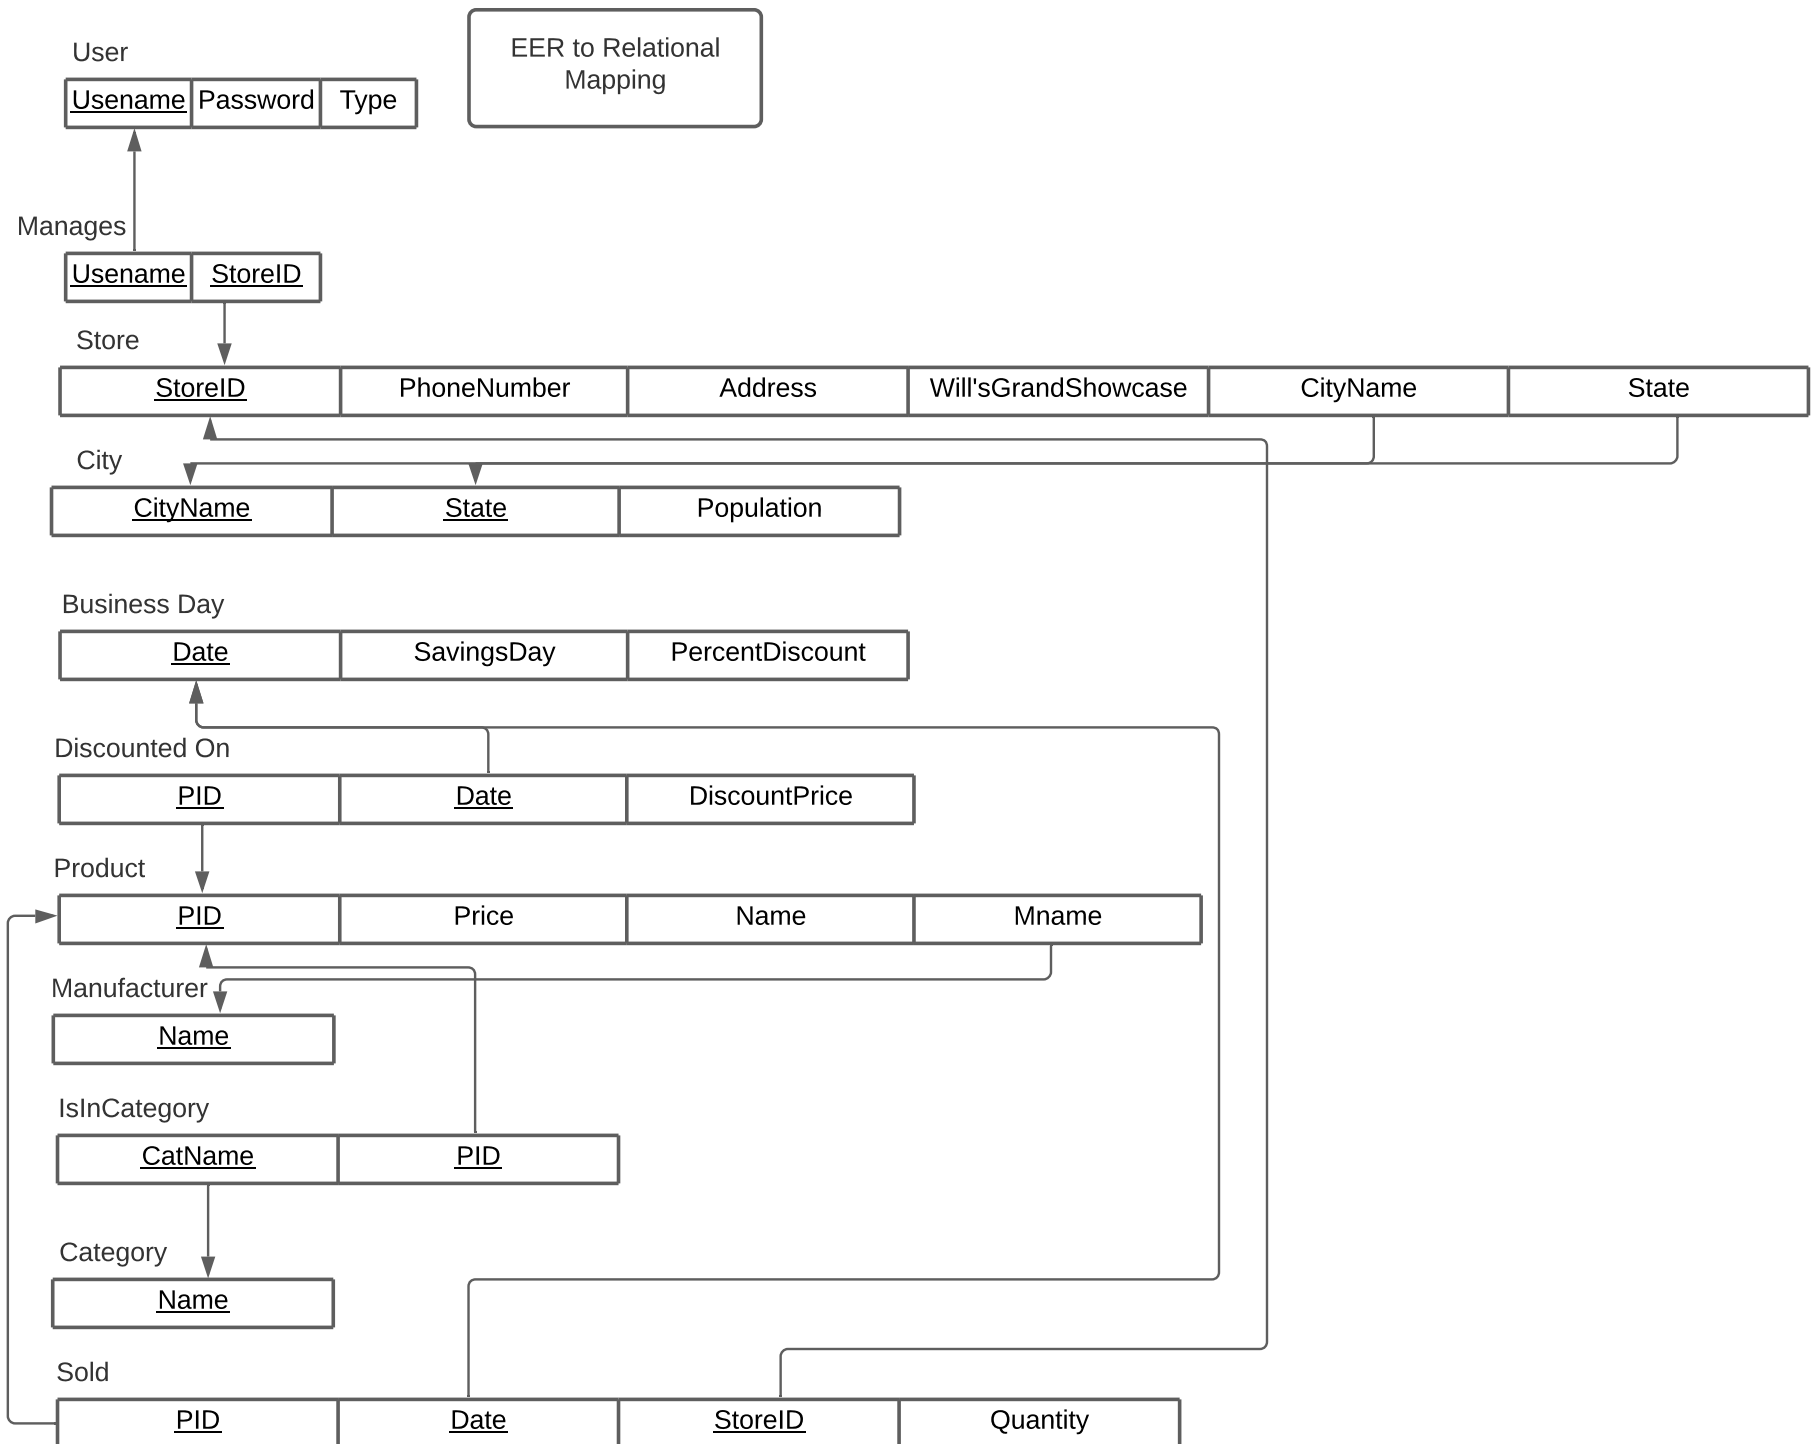 EER to Relational
Mapping
User
Usename Password Type
Manages
Usename StoreID
Store
StoreID PhoneNumber Address Will'sGrandShowcase CityName State
City
CityName State Population
Business Day
Date SavingsDay PercentDiscount
Discounted On
PID Date DiscountPrice
Product
PID Price Name Mname
Manufacturer
Name
IsInCategory
CatName PID
Category
Name
Sold
PID Date StoreID Quantity